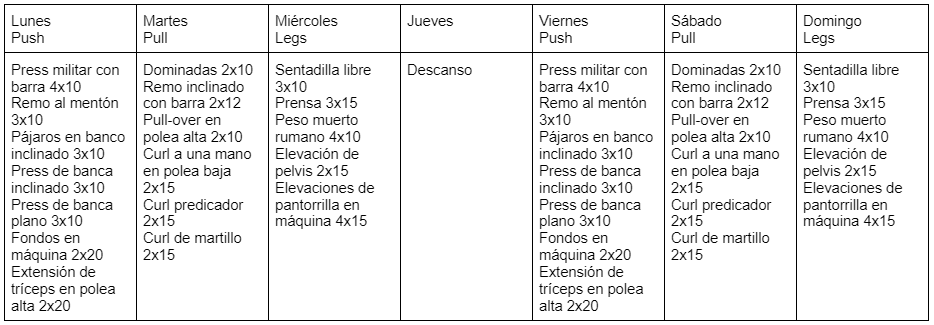 Lunes
Push
Martes
Pull
Miércoles
Legs
Jueves
Viernes
Push
Sábado
Pull
Domingo
Legs
Press militar con
barra 4x10
Remo al mentón
3x10
Pájaros en banco
inclinado 3x10
Press de banca
inclinado 3x10
Press de banca
plano 3x10
Fondos en
máquina 2x20
Extensión de
tríceps en polea
alta 2x20
Dominadas 2x10
Remo inclinado
con barra 2x12
Pull-over en
polea alta 2x10
Curl a una mano
en polea baja
2x15
Curl predicador
2x15
Curl de martillo
2x15
Sentadilla libre
3x10
Prensa 3x15
Peso muerto
rumano 4x10
Elevación de
pelvis 2x15
Elevaciones de
pantorrilla en
máquina 4x15
Descanso
Press militar con
barra 4x10
Remo al mentón
3x10
Pájaros en banco
inclinado 3x10
Press de banca
inclinado 3x10
Press de banca
plano 3x10
Fondos en
máquina 2x20
Extensión de
tríceps en polea
alta 2x20
Dominadas 2x10
Remo inclinado
con barra 2x12
Pull-over en
polea alta 2x10
Curl a una mano
en polea baja
2x15
Curl predicador
2x15
Curl de martillo
2x15
Sentadilla libre
3x10
Prensa 3x15
Peso muerto
rumano 4x10
Elevación de
pelvis 2x15
Elevaciones de
pantorrilla en
máquina 4x15